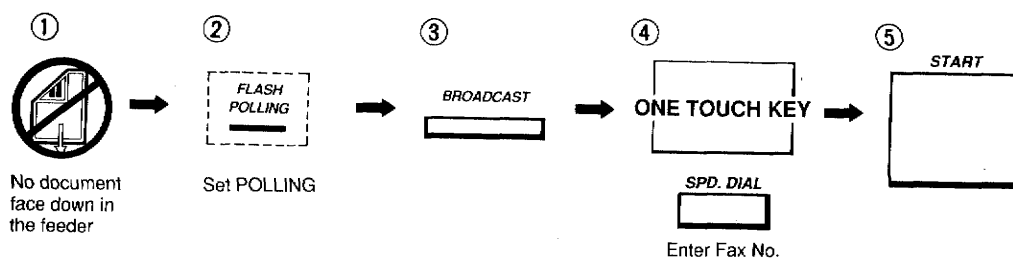 ①
No document
face down in
the feeder
②
FLASH
POLLING
Set POLLING
③
BROADCAST
④
ONE TOUCH KEY
SPD. DIAL
Enter Fax No.
⑤
START